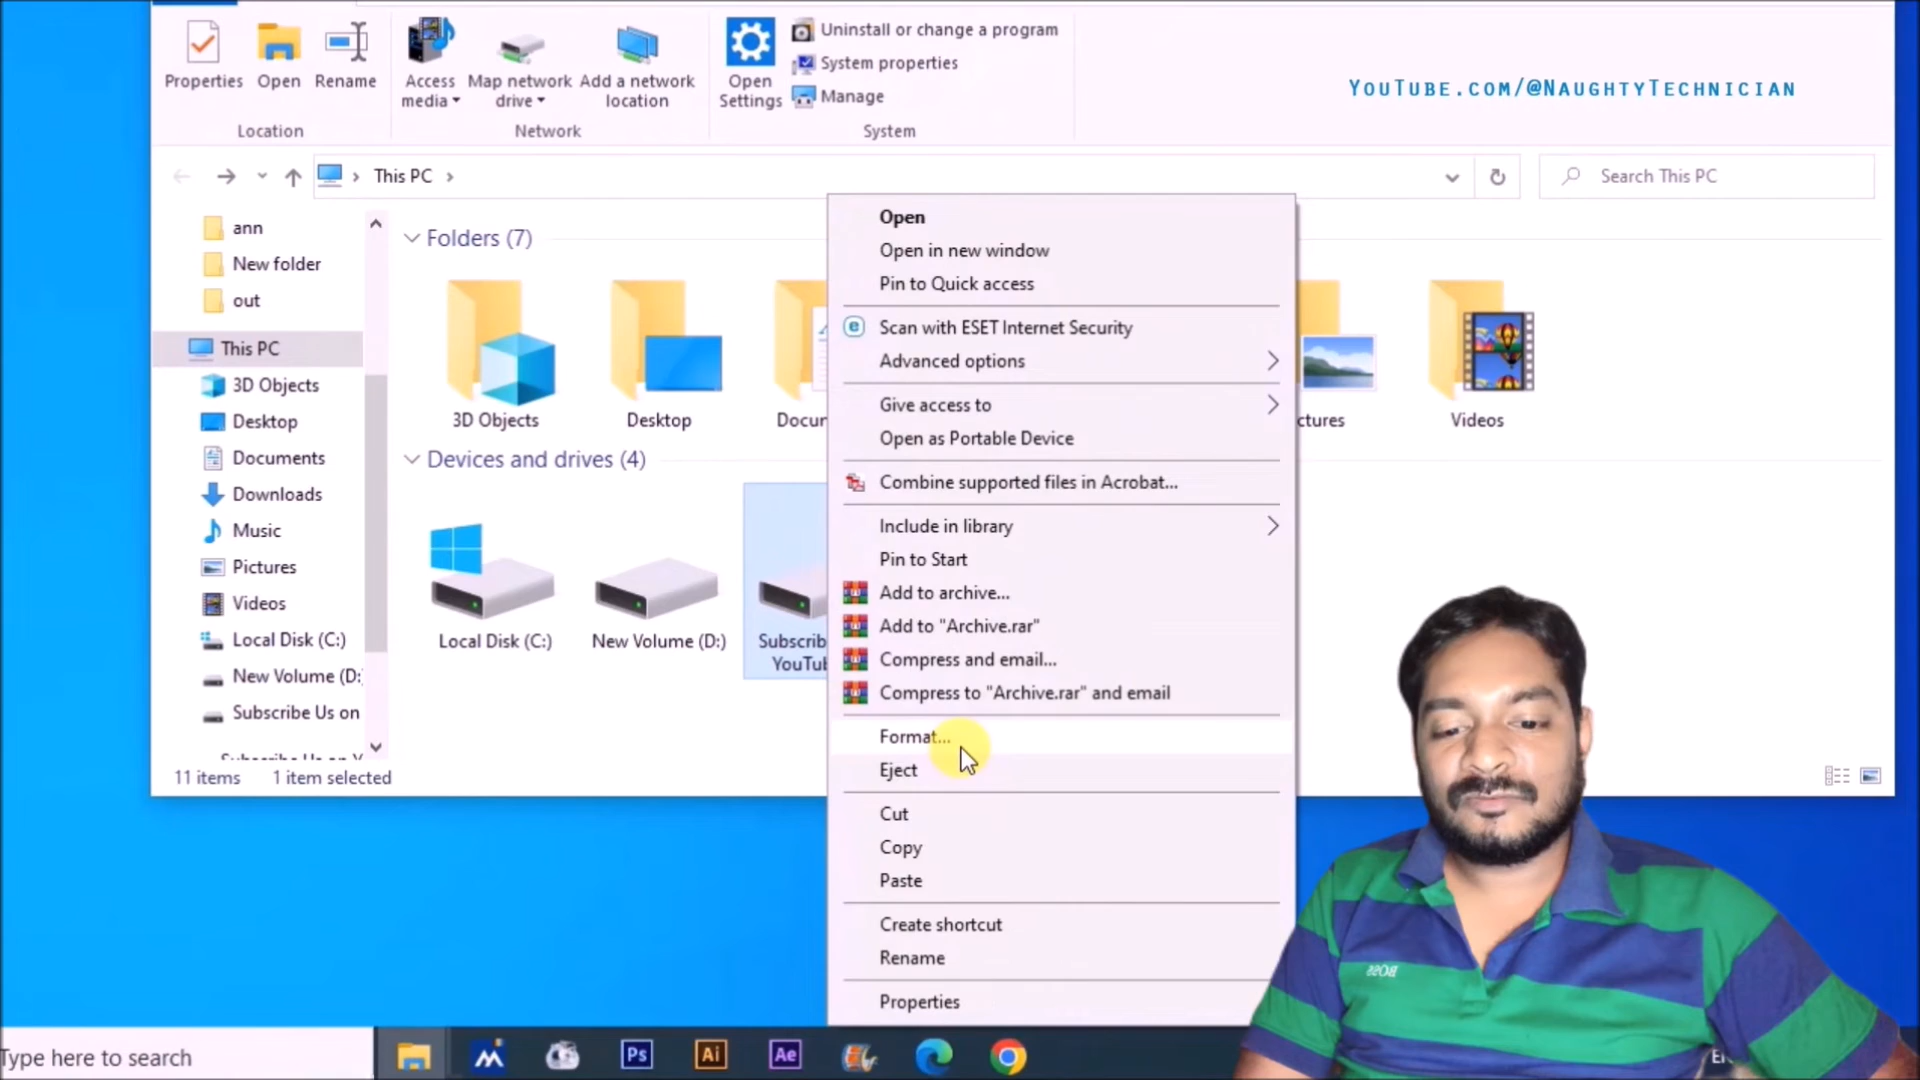 Properties
Open
Rename
Access media
Map network drive
Add a network location
Open Settings
Uninstall or change a program
System properties
Manage
Location
Network
System
YouTube.com/@NaughtyTechnician
This PC
Search This PC
ann
New folder
out
This PC
3D Objects
Desktop
Documents
Downloads
Music
Pictures
Videos
Local Disk (C:)
New Volume (D:
Subscribe Us on
Folders (7)
3D Objects
Desktop
Docur
ctures
Videos
Devices and drives (4)
Local Disk (C:)
New Volume (D:)
Subscrib
YouTub
Open
Open in new window
Pin to Quick access
Scan with ESET Internet Security
Advanced options
Give access to
Open as Portable Device
Combine supported files in Acrobat...
Include in library
Pin to Start
Add to archive...
Add to "Archive.rar"
Compress and email...
Compress to "Archive.rar" and email
Format...
Eject
Cut
Copy
Paste
Create shortcut
Rename
Properties
11 items
1 item selected
BOSS
Type here to search
Ps
Ai
Ae